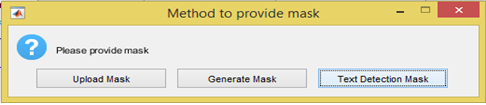 Method to provide mask
Please provide mask
Upload Mask Generate Mask Text Detection Mask